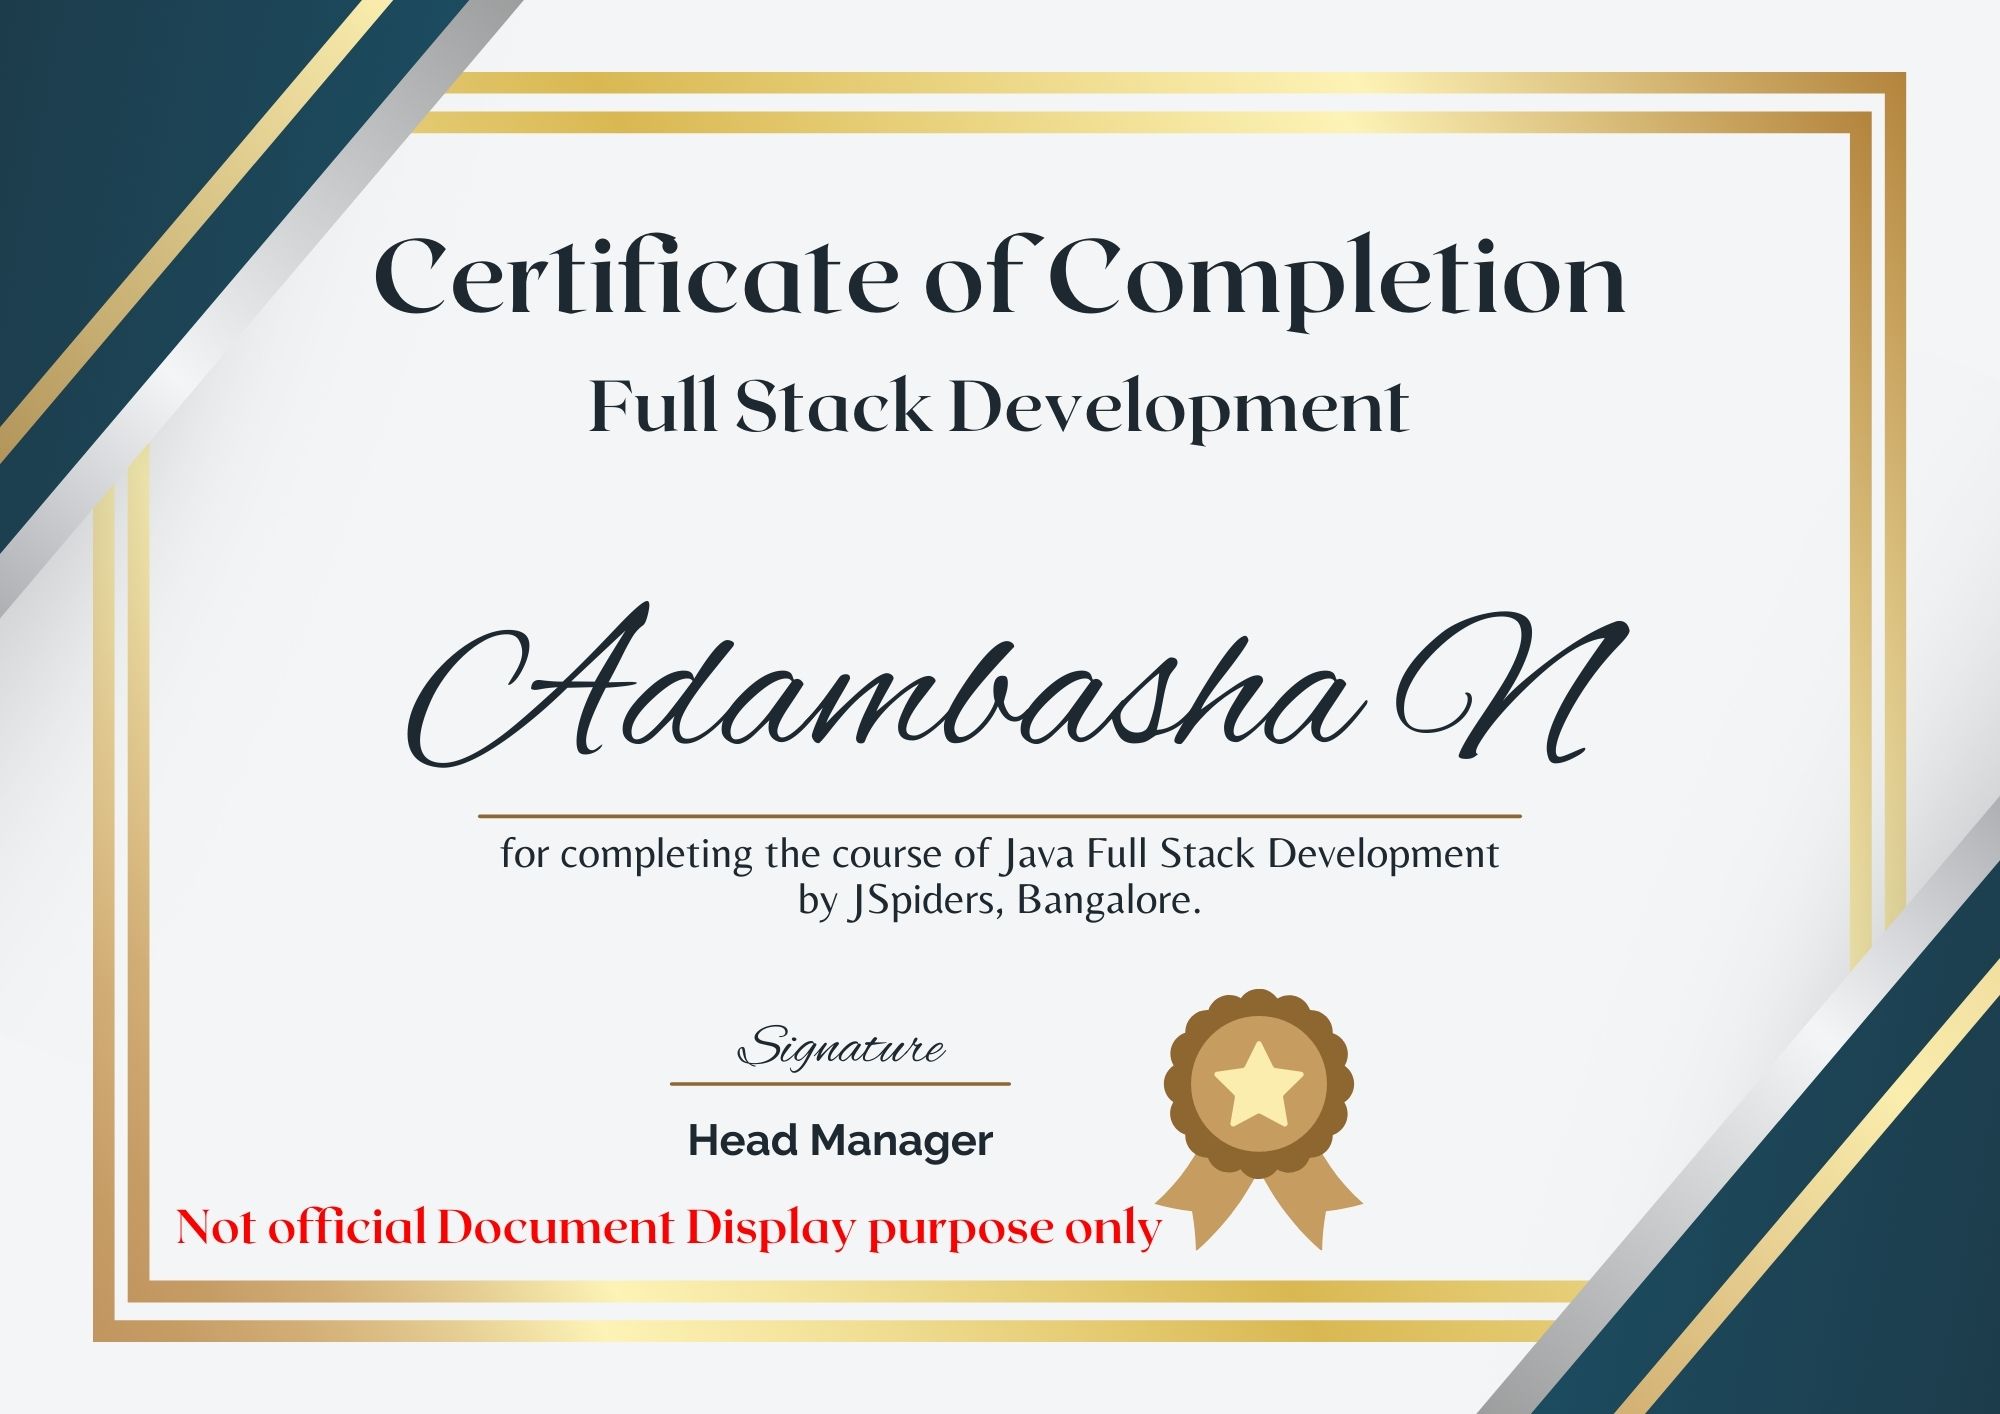 Certificate of Completion
Full Stack Development
Adambasha N
for completing the course of Java Full Stack Development
by JSpiders, Bangalore.
Signature
Head Manager
Not official Document Display purpose only